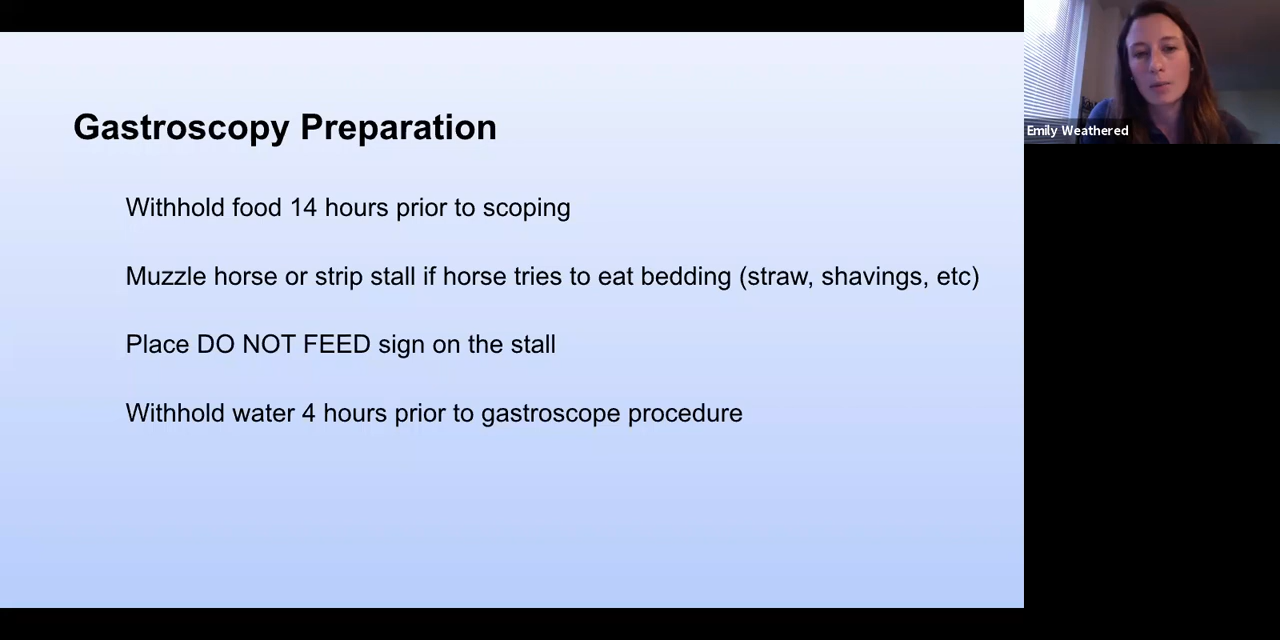 Gastroscopy Preparation
Withhold food 14 hours prior to scoping
Muzzle horse or strip stall if horse tries to eat bedding (straw, shavings, etc)
Place DO NOT FEED sign on the stall
Withhold water 4 hours prior to gastroscope procedure
Emily Weathered